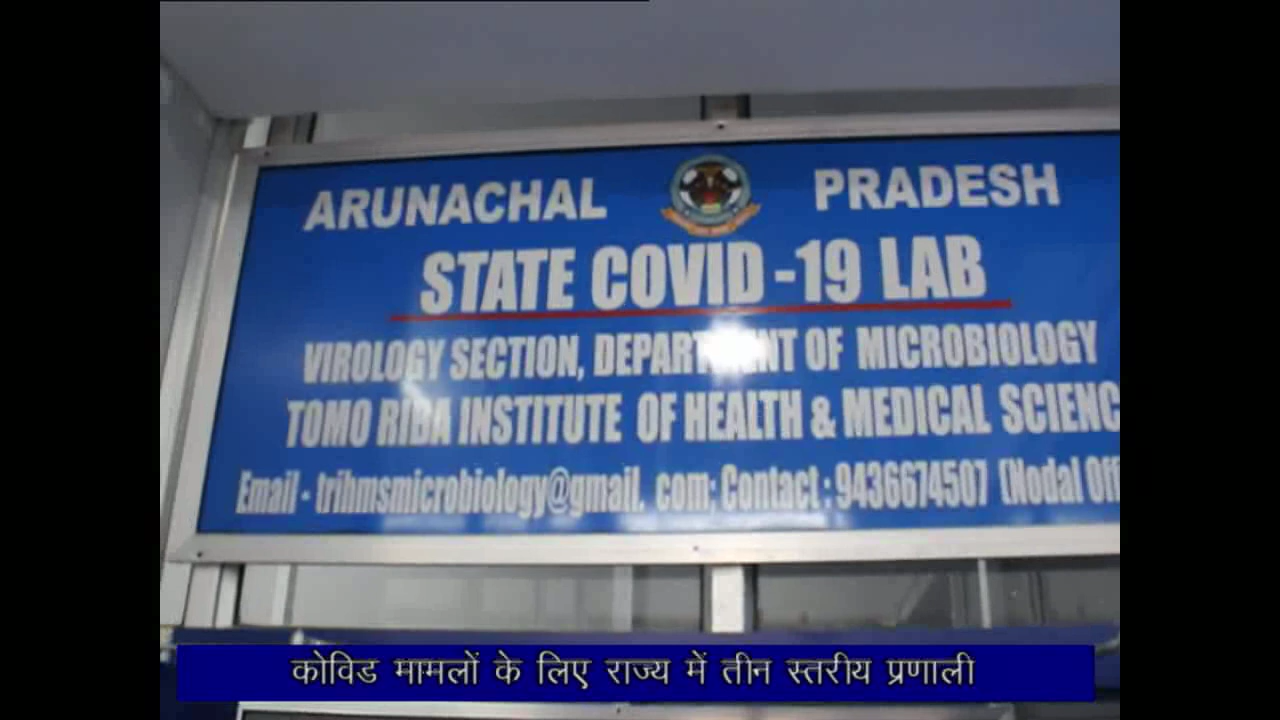 ARUNACHAL PRADESH
STATE COVID -19 LAB
VIROLOGY SECTION, OF MICROBIOLOGY
TOMO RIBA INSTITUTE OF HEALTH & MEDICAL SCIENC
Email - trihmsmicrobiology@gmail. com; Contact : 9436674507 (Nodal Off
कोविड मामलों के लिए राज्य में तीन स्तरीय प्रणाली